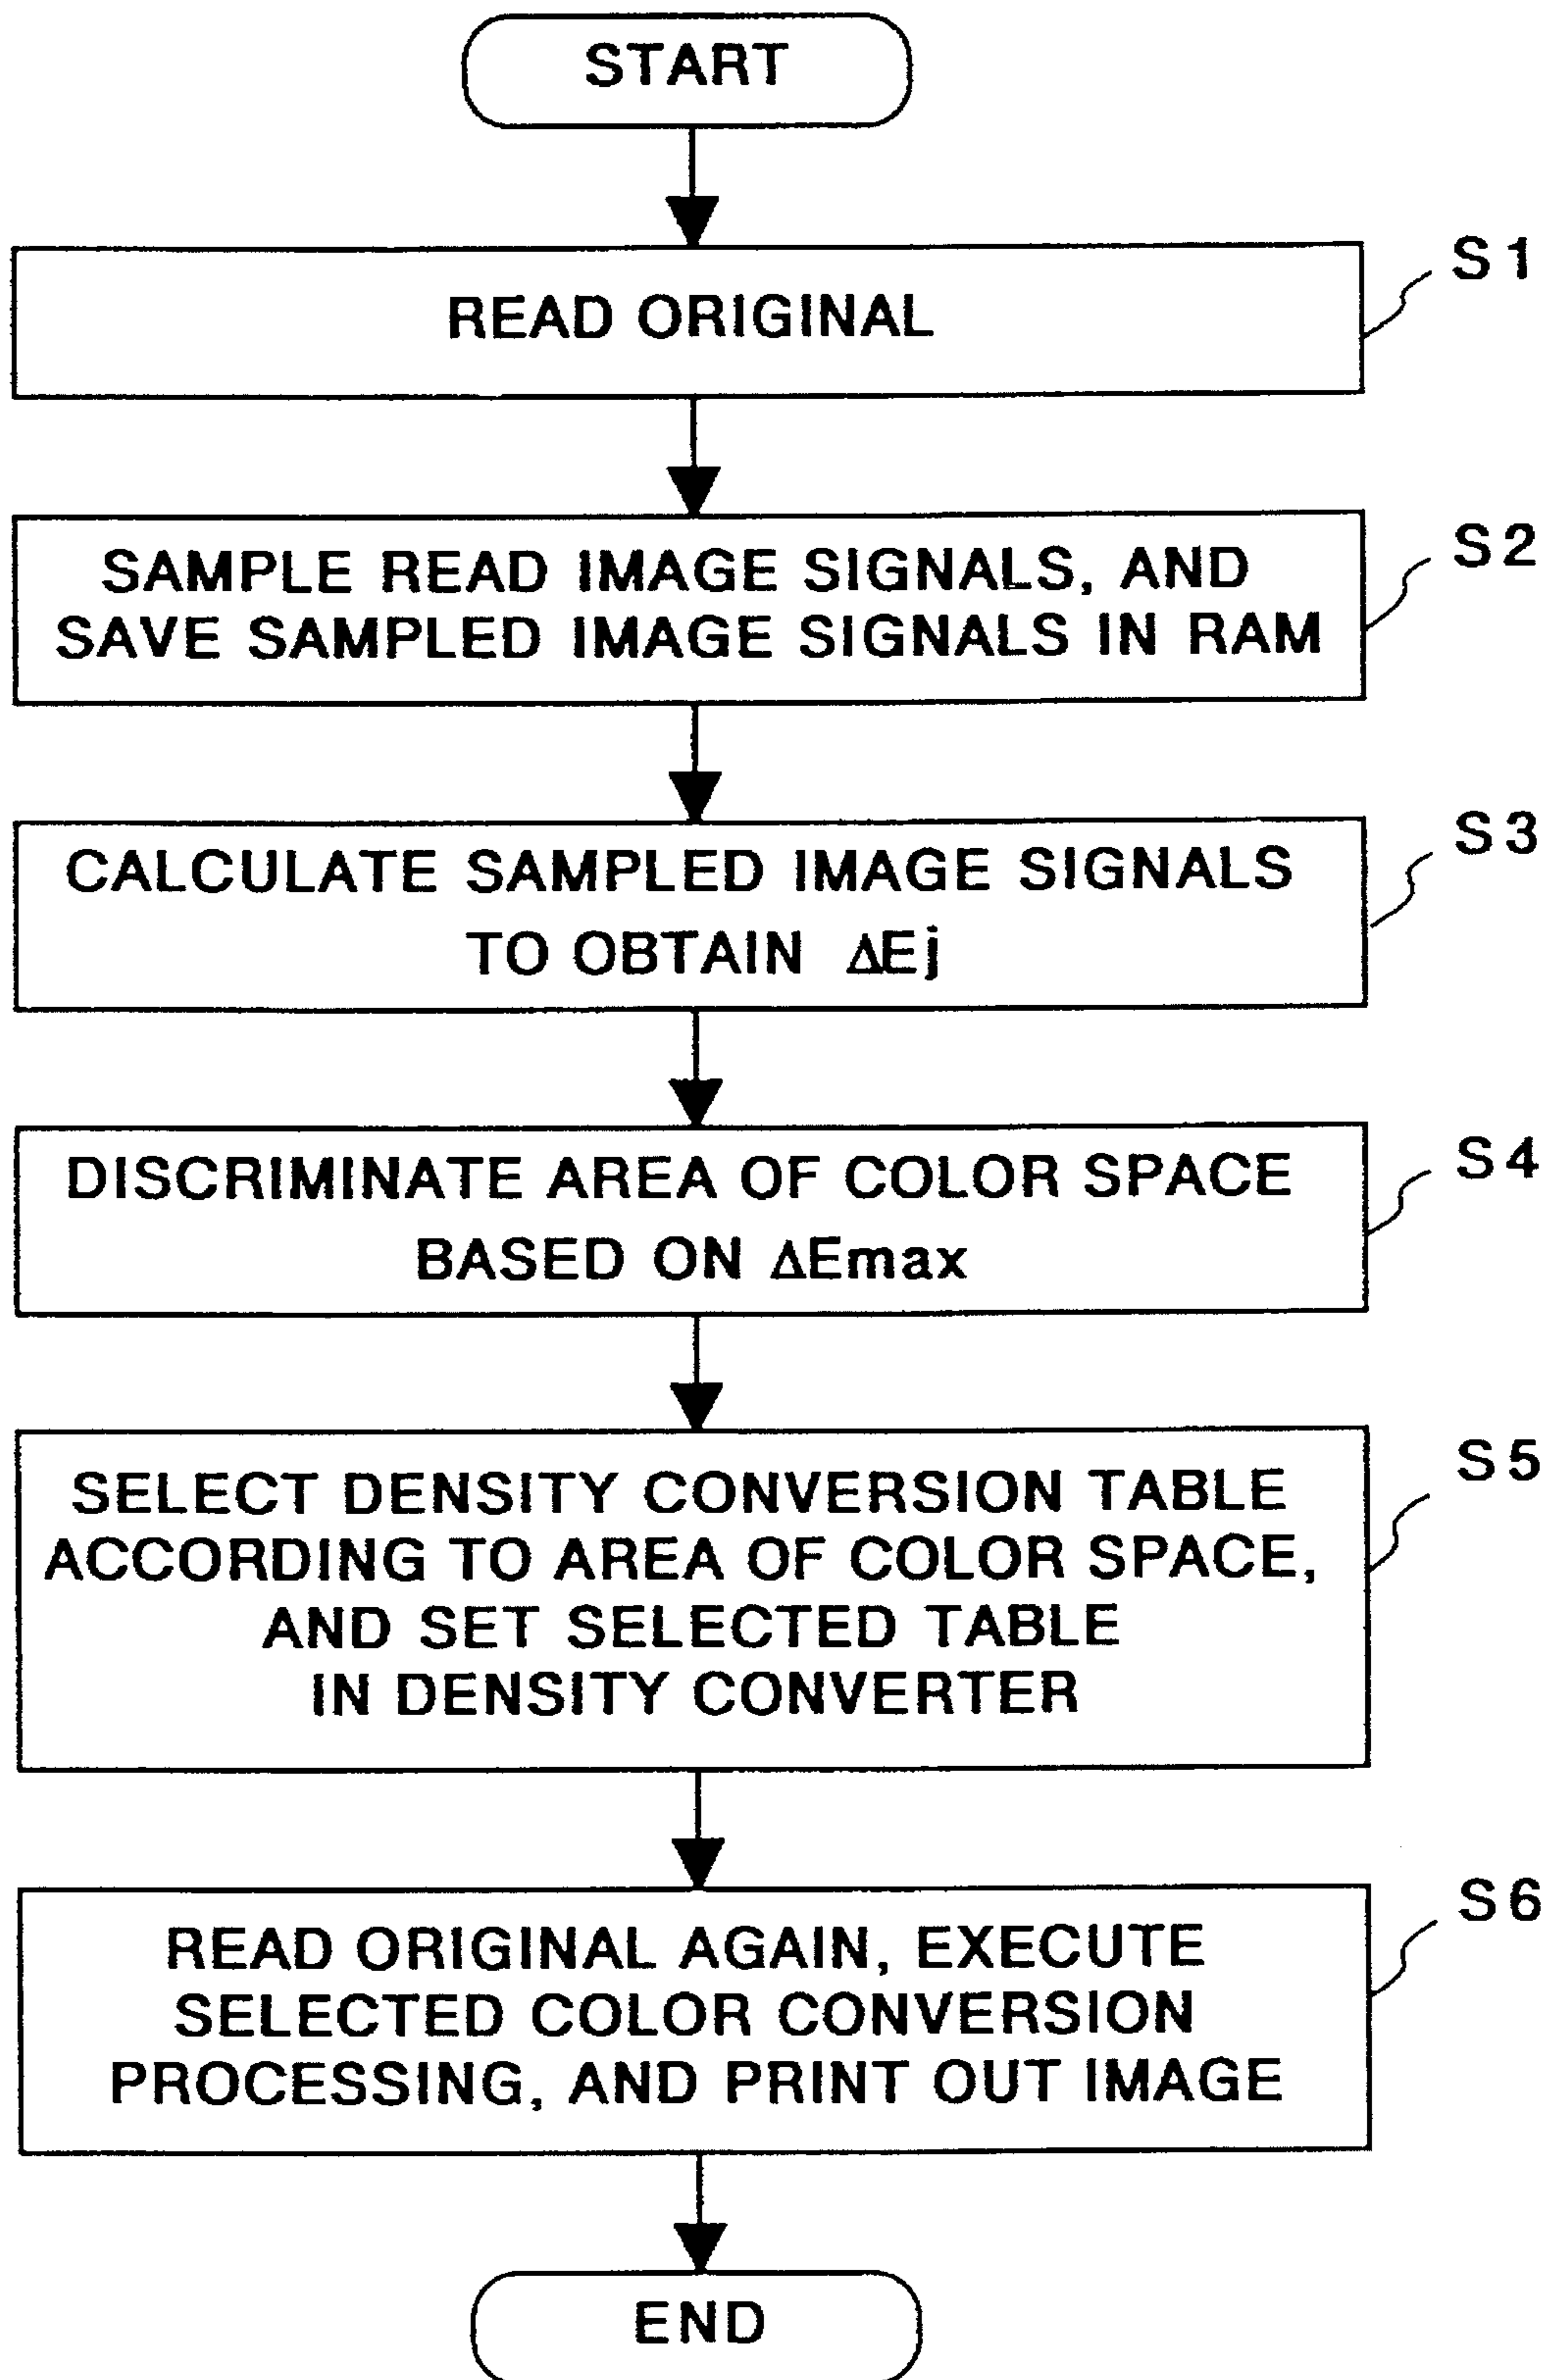 START
S1
READ ORIGINAL
S2
SAMPLE READ IMAGE SIGNALS, AND
SAVE SAMPLED IMAGE SIGNALS IN RAM
S3
CALCULATE SAMPLED IMAGE SIGNALS
TO OBTAIN ΔEj
S4
DISCRIMINATE AREA OF COLOR SPACE
BASED ON ΔEmax
S5
SELECT DENSITY CONVERSION TABLE
ACCORDING TO AREA OF COLOR SPACE,
AND SET SELECTED TABLE
IN DENSITY CONVERTER
S6
READ ORIGINAL AGAIN, EXECUTE
SELECTED COLOR CONVERSION
PROCESSING, AND PRINT OUT IMAGE
END